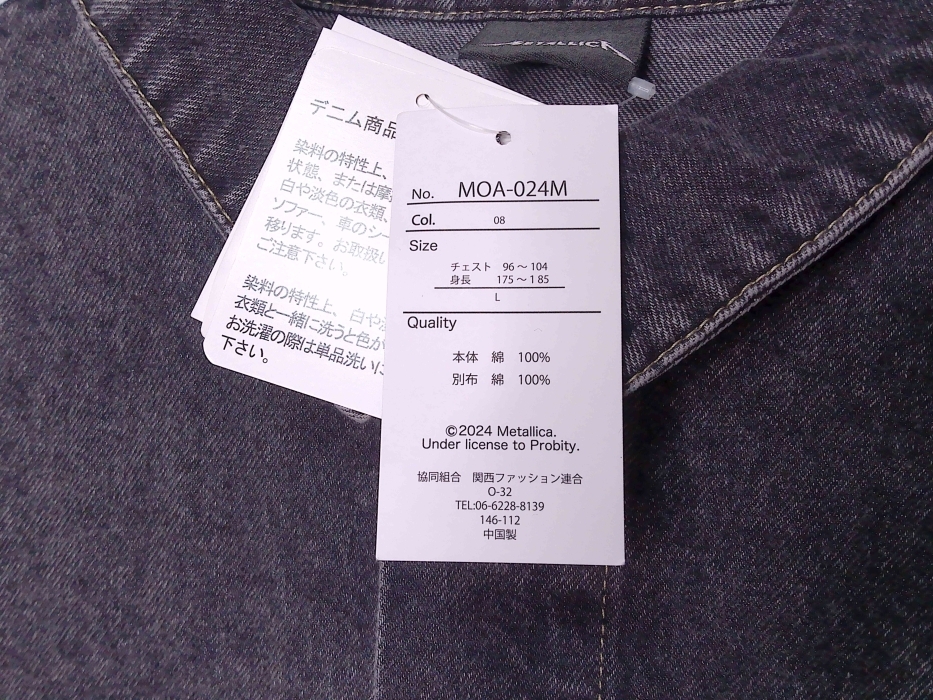 METALLICA
デニム商品
染料の特性上、
状態、または摩
白や淡色の衣類、
ソファー、車のシー
移ります。お取扱い
ご注意下さい。
染料の特性上、白や
衣類と一緒に洗うと色が
お洗濯の際は単品洗いに
下さい。
No. MOA-024M
Col. 08
Size
チェスト 96～104
身長 175～185
L
Quality
本体 綿 100%
別布 綿 100%
©2024 Metallica.
Under license to Probity.
協同組合 関西ファッション連合
O-32
TEL:06-6228-8139
146-112
中国製